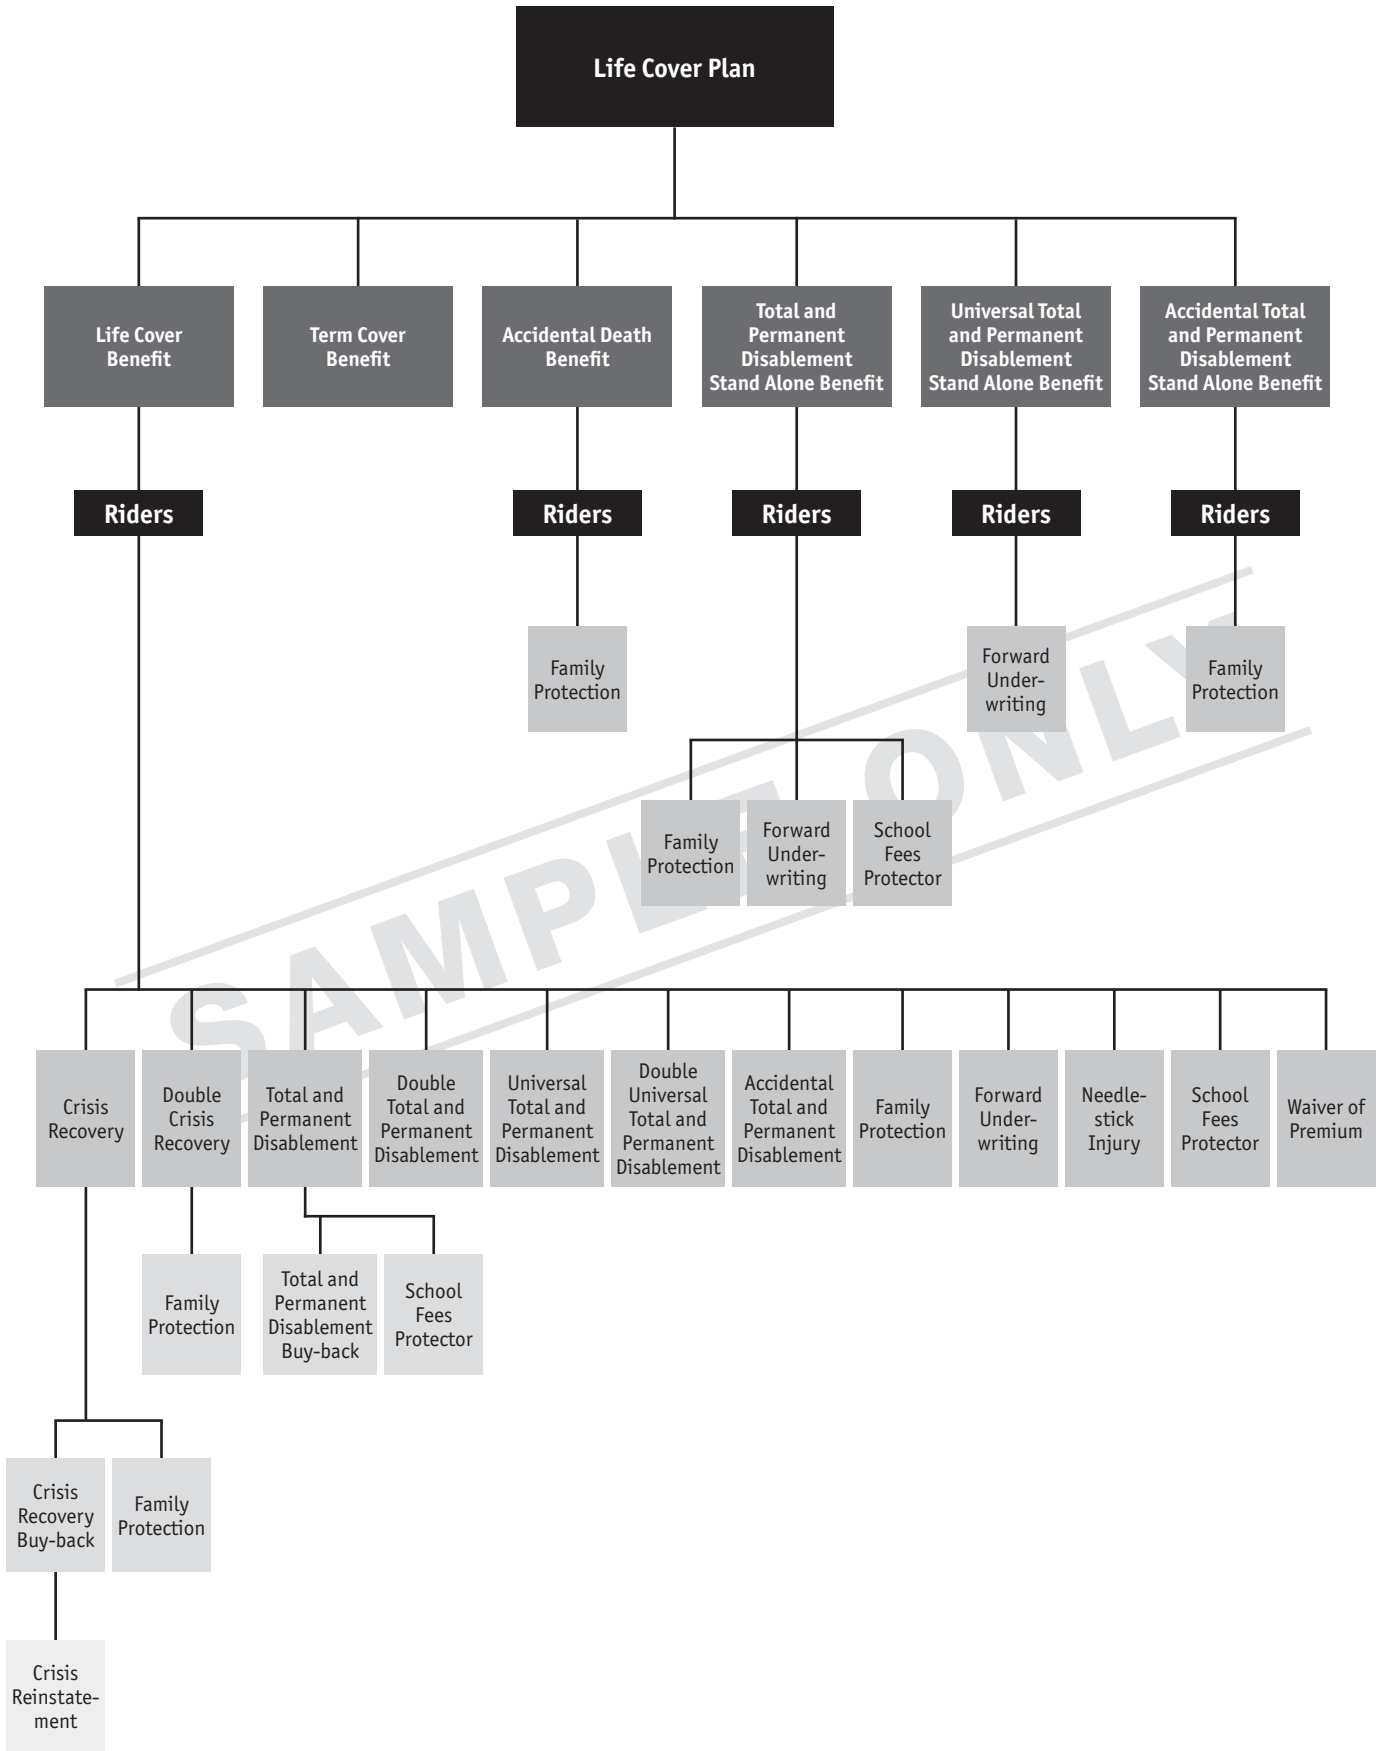 Life Cover Plan
Life Cover
Benefit
Term Cover
Benefit
Accidental Death
Benefit
Total and
Permanent
Disablement
Stand Alone Benefit
Universal Total
and Permanent
Disablement
Stand Alone Benefit
Accidental Total
and Permanent
Disablement
Stand Alone Benefit
Riders
Riders
Riders
Riders
Riders
Family
Protection
Forward
Under-
writing
Family
Protection
Family
Protection
Forward
Under-
writing
School
Fees
Protector
SAMPLE ONLY
Crisis
Recovery
Double
Crisis
Recovery
Total and
Permanent
Disablement
Double
Total and
Permanent
Disablement
Universal
Total and
Permanent
Disablement
Double
Universal
Total and
Permanent
Disablement
Accidental
Total and
Permanent
Disablement
Family
Protection
Forward
Under-
writing
Needle-
stick
Injury
School
Fees
Protector
Waiver of
Premium
Family
Protection
Total and
Permanent
Disablement
Buy-back
School
Fees
Protector
Crisis
Recovery
Buy-back
Family
Protection
Crisis
Reinstate-
ment